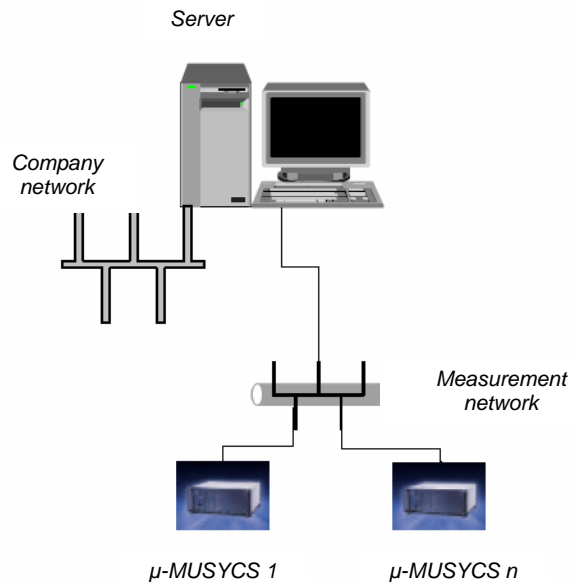 Server
Company
network
Measurement
network
µ-MUSYCS 1
µ-MUSYCS n